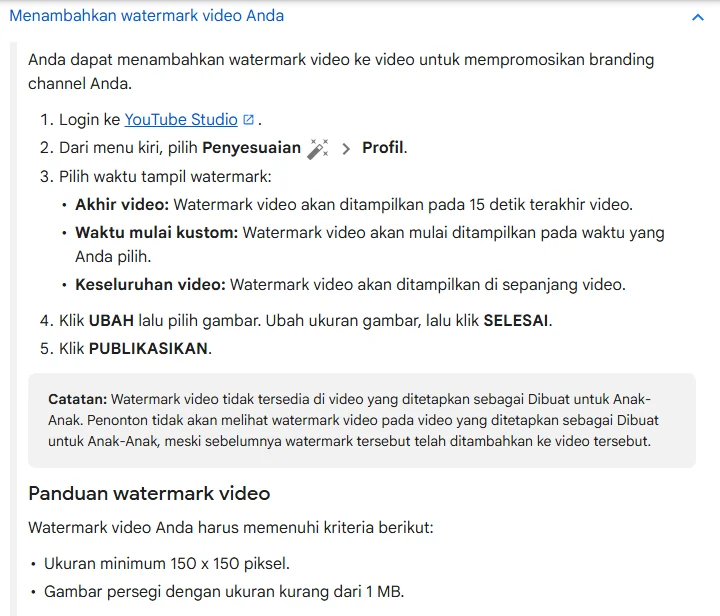 Menambahkan watermark video Anda
Anda dapat menambahkan watermark video ke video untuk mempromosikan branding
channel Anda.
1. Login ke YouTube Studio .
2. Dari menu kiri, pilih Penyesuaian > Profil.
3. Pilih waktu tampil watermark:
• Akhir video: Watermark video akan ditampilkan pada 15 detik terakhir video.
• Waktu mulai kustom: Watermark video akan mulai ditampilkan pada waktu yang
Anda pilih.
• Keseluruhan video: Watermark video akan ditampilkan di sepanjang video.
4. Klik UBAH lalu pilih gambar. Ubah ukuran gambar, lalu klik SELESAI.
5. Klik PUBLIKASIKAN.
Catatan: Watermark video tidak tersedia di video yang ditetapkan sebagai Dibuat untuk Anak-
Anak. Penonton tidak akan melihat watermark video pada video yang ditetapkan sebagai Dibuat
untuk Anak-Anak, meski sebelumnya watermark tersebut telah ditambahkan ke video tersebut.
Panduan watermark video
Watermark video Anda harus memenuhi kriteria berikut:
• Ukuran minimum 150 x 150 piksel.
• Gambar persegi dengan ukuran kurang dari 1 MB.